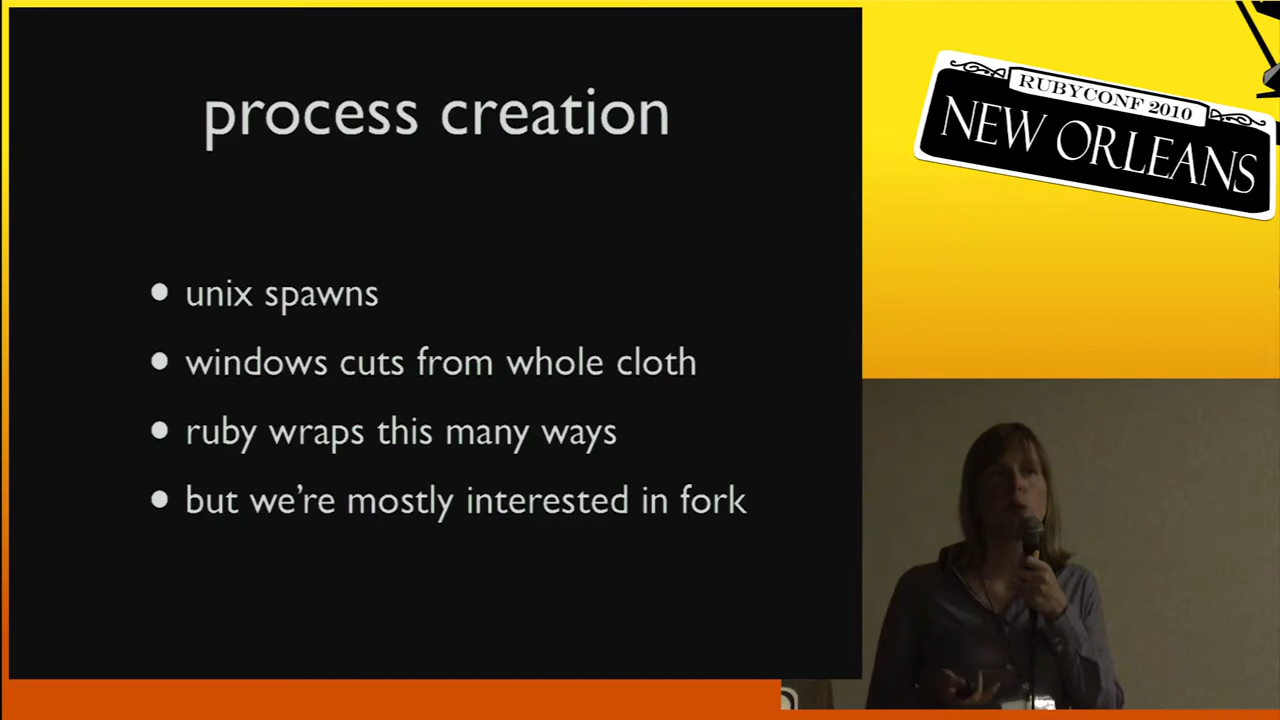 process creation
• unix spawns
• windows cuts from whole cloth
• ruby wraps this many ways
• but we're mostly interested in fork
RUBYCONF 2010
NEW ORLEANS